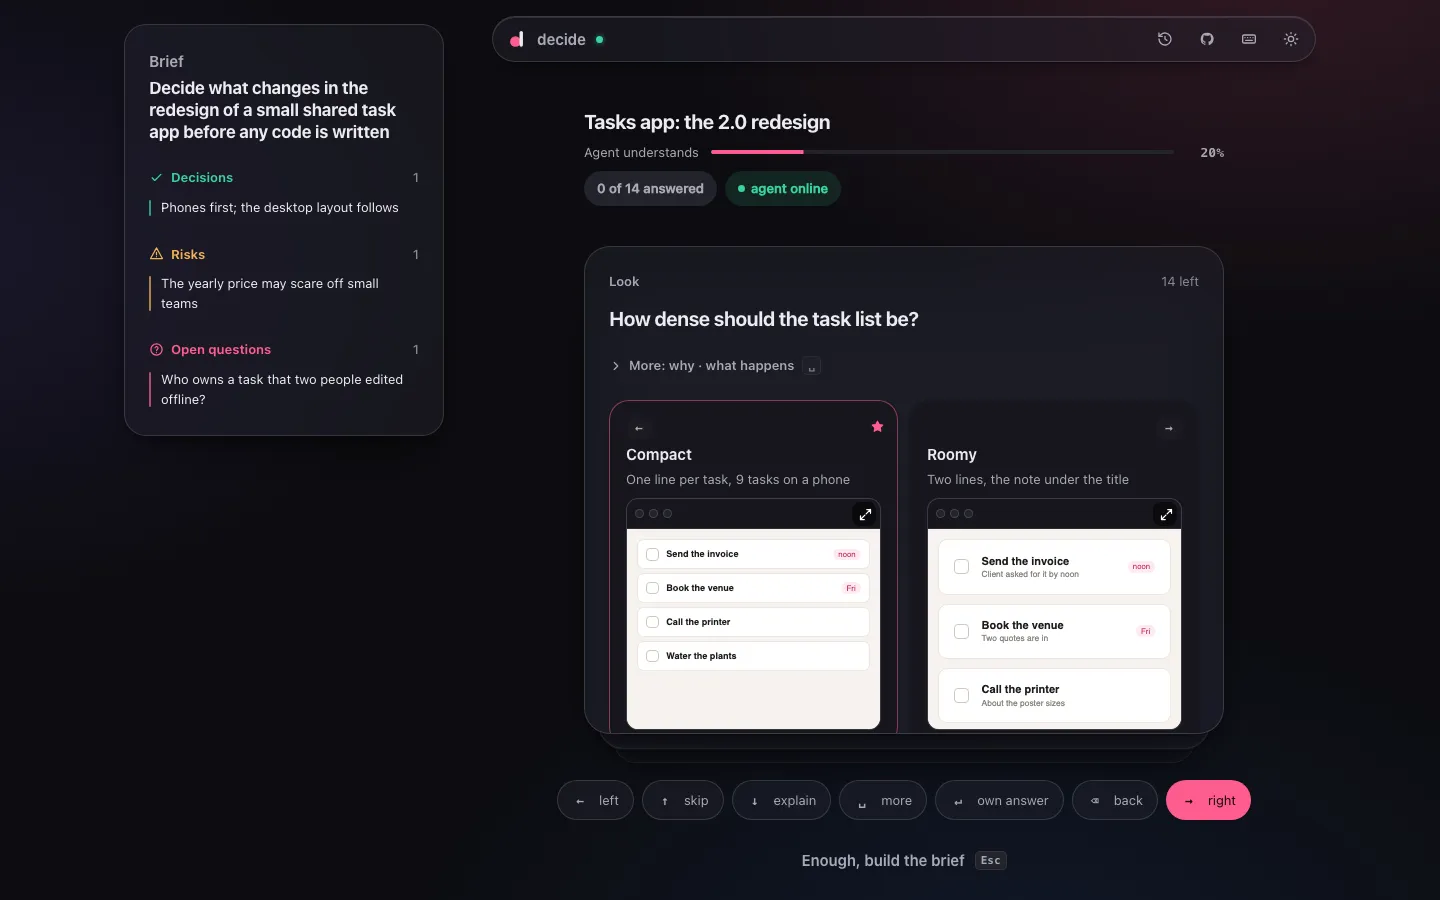 Brief
Decide what changes in the
redesign of a small shared task
app before any code is written
Decisions 1
Phones first; the desktop layout follows
Risks 1
The yearly price may scare off small
teams
Open questions 1
Who owns a task that two people edited
offline?
decide
Tasks app: the 2.0 redesign
Agent understands 20%
0 of 14 answered agent online
Look 14 left
How dense should the task list be?
More: why · what happens ␣
← ★
Compact
One line per task, 9 tasks on a phone
Send the invoice noon
Book the venue Fri
Call the printer
Water the plants
→
Roomy
Two lines, the note under the title
Send the invoice noon
Client asked for it by noon
Book the venue Fri
Two quotes are in
Call the printer
About the poster sizes
← left ↑ skip ↓ explain ␣ more ↵ own answer ⌫ back → right
Enough, build the brief Esc